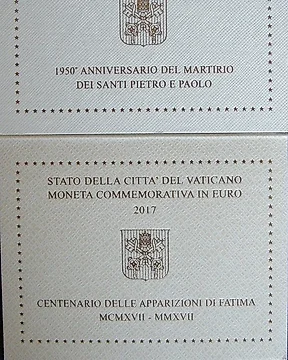 1950° ANNIVERSARIO DEL MARTIRIO
DEI SANTI PIETRO E PAOLO
STATO DELLA CITTA' DEL VATICANO
MONETA COMMEMORATIVA IN EURO
2017
CENTENARIO DELLE APPARIZIONI DI FATIMA
MCMXVII - MMXVII